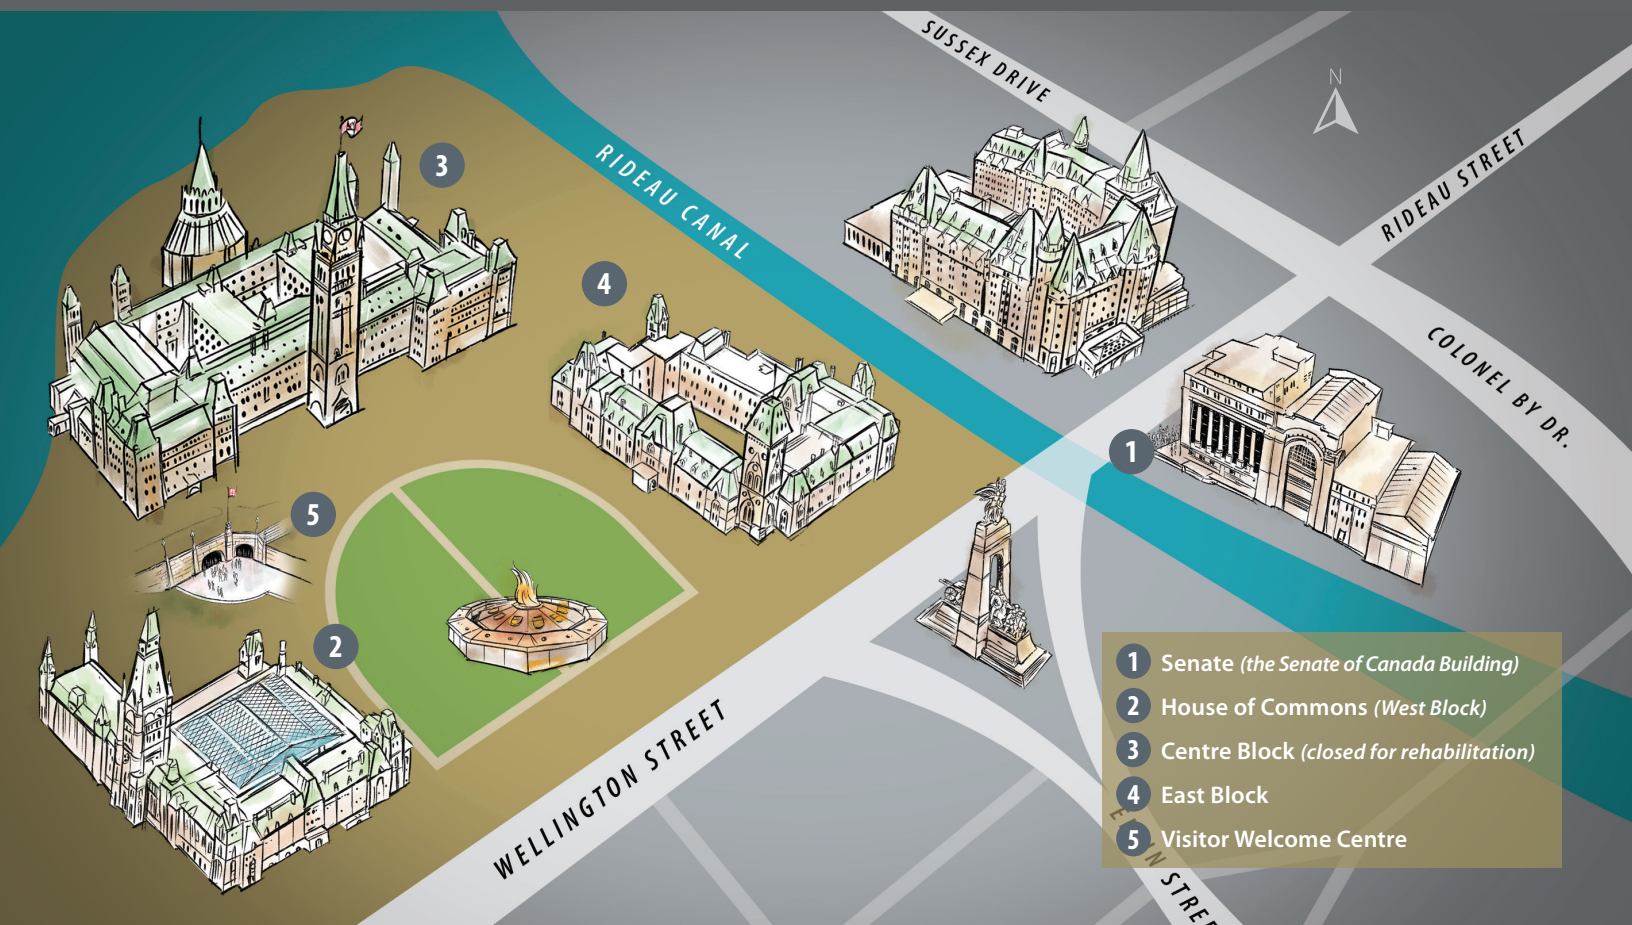 SUSSEX DRIVE
N
RIDEAU STREET
RIDEAU CANAL
3
4
COLONEL BY DR.
1
5
2
WELLINGTON STREET
1 Senate (the Senate of Canada Building)
2 House of Commons (West Block)
3 Centre Block (closed for rehabilitation)
4 East Block
5 Visitor Welcome Centre